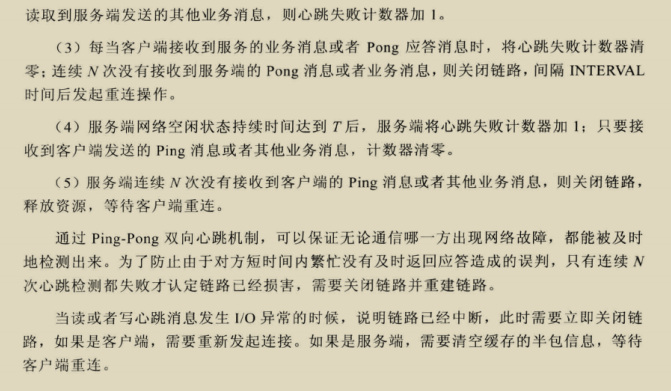 读取到服务端发送的其他业务消息，则心跳失败计数器加 1。
（3）每当客户端接收到服务的业务消息或者 Pong 应答消息时，将心跳失败计数器清
零；连续 N 次没有接收到服务端的 Pong 消息或者业务消息，则关闭链路，间隔 INTERVAL
时间后发起重连操作。
（4）服务端网络空闲状态持续时间达到 T 后，服务端将心跳失败计数器加 1；只要接
收到客户端发送的 Ping 消息或者其他业务消息，计数器清零。
（5）服务端连续 N 次没有接收到客户端的 Ping 消息或者其他业务消息，则关闭链路，
释放资源，等待客户端重连。
通过 Ping-Pong 双向心跳机制，可以保证无论通信哪一方出现网络故障，都能被及时
地检测出来。为了防止由于对方短时间内繁忙没有及时返回应答造成的误判，只有连续 N
次心跳检测都失败才认定链路已经损害，需要关闭链路并重建链路。
当读或者写心跳消息发生 I/O 异常的时候，说明链路已经中断，此时需要立即关闭链
路，如果是客户端，需要重新发起连接。如果是服务端，需要清空缓存的半包信息，等待
客户端重连。